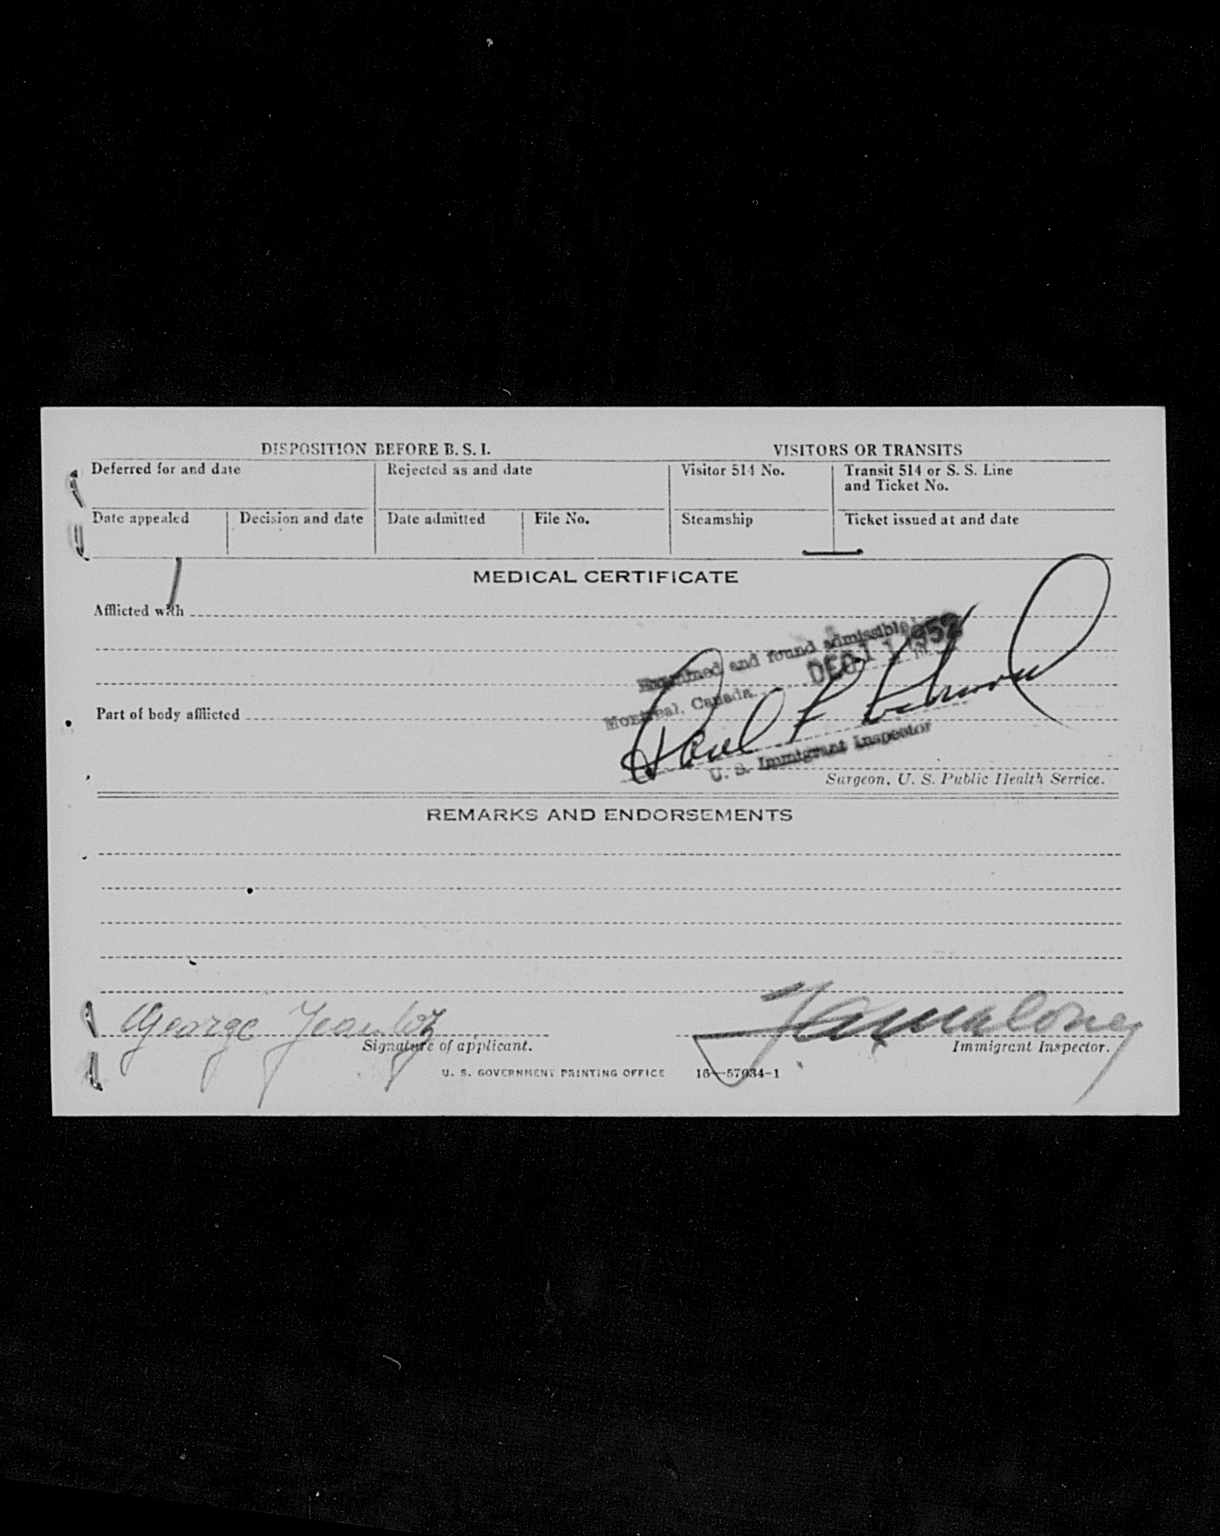 DISPOSITION BEFORE B. S. I.
VISITORS OR TRANSITS
Deferred for and date
Rejected as and date
Visitor 514 No.
Transit 514 or S. S. Line
and Ticket No.
Date appealed
Decision and date
Date admitted
File No.
Steamship
Ticket issued at and date
MEDICAL CERTIFICATE
Afflicted with
Examined and found admissible
DEC 11 1952
Montreal, Canada
Part of body afflicted
Paul
U. S. Immigrant Inspector
Surgeon, U. S. Public Health Service.
REMARKS AND ENDORSEMENTS
George
Maloney
Signature of applicant.
Immigrant Inspector.
U. S. GOVERNMENT PRINTING OFFICE 16—57934-1